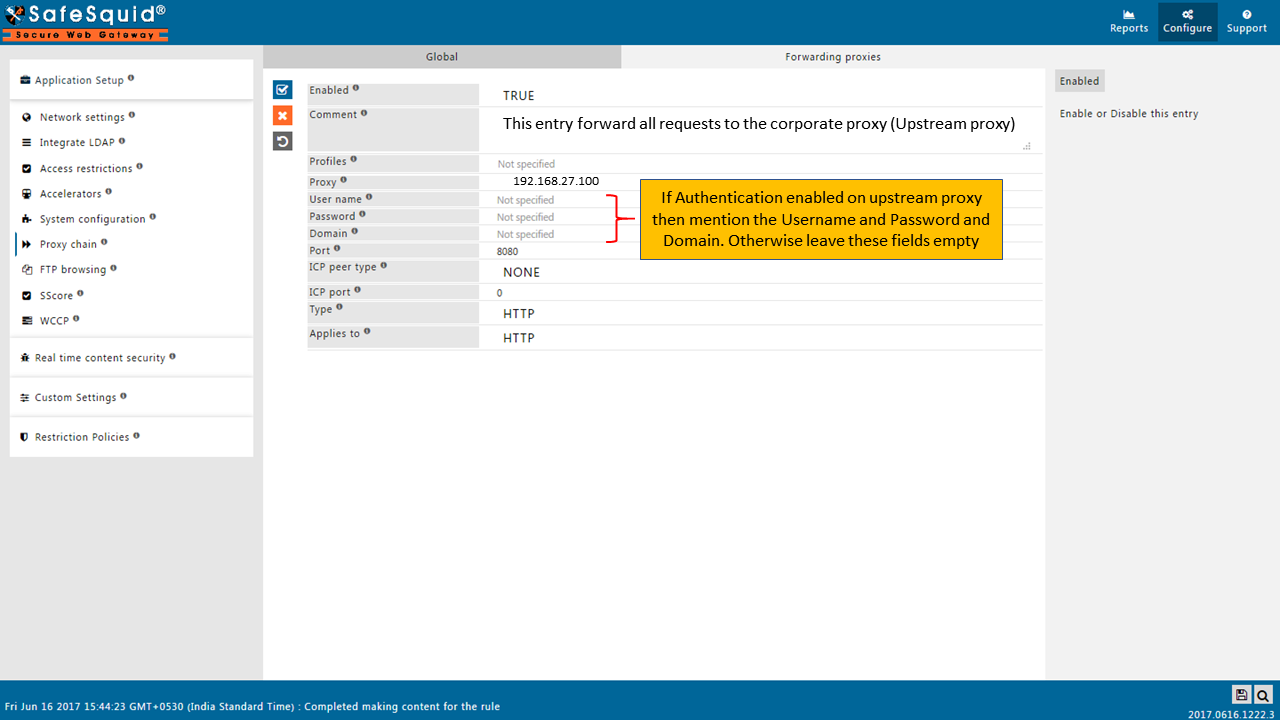 SafeSquid®
Secure Web Gateway
Reports
Configure
Support
Application Setup
Network settings
Integrate LDAP
Access restrictions
Accelerators
System configuration
Proxy chain
FTP browsing
SScore
WCCP
Real time content security
Custom Settings
Restriction Policies
Global
Forwarding proxies
Enabled
TRUE
Comment
This entry forward all requests to the corporate proxy (Upstream proxy)
Profiles
Not specified
Proxy
192.168.27.100
User name
Not specified
Password
Not specified
Domain
Not specified
Port
8080
ICP peer type
NONE
ICP port
0
Type
HTTP
Applies to
HTTP
If Authentication enabled on upstream proxy
then mention the Username and Password and
Domain. Otherwise leave these fields empty
Enabled
Enable or Disable this entry
Fri Jun 16 2017 15:44:23 GMT+0530 (India Standard Time) : Completed making content for the rule
2017.0616.1222.3